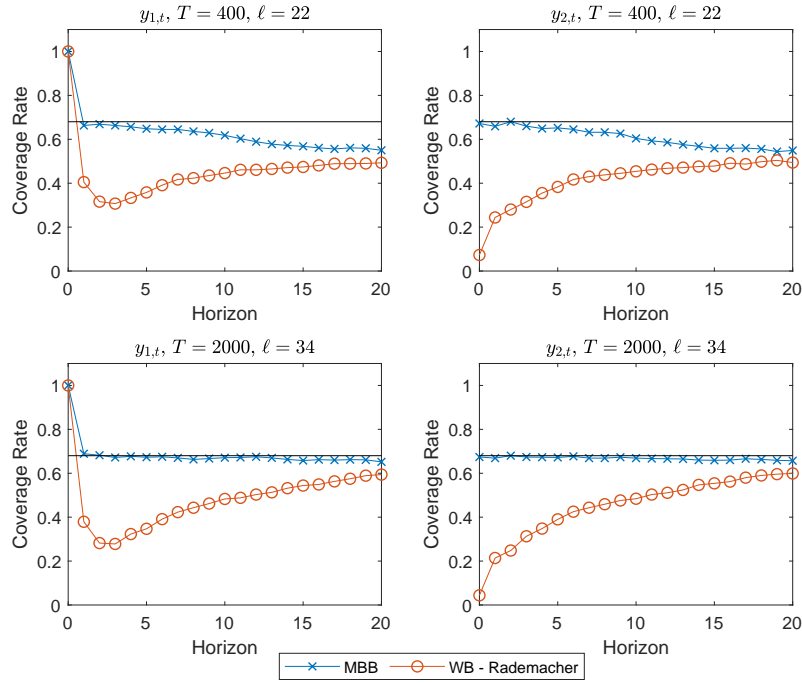 y1,t, T = 400, ℓ = 22
y2,t, T = 400, ℓ = 22
Coverage Rate
1
0.8
0.6
0.4
0.2
0
0 5 10 15 20
Horizon
Coverage Rate
1
0.8
0.6
0.4
0.2
0
0 5 10 15 20
Horizon
y1,t, T = 2000, ℓ = 34
y2,t, T = 2000, ℓ = 34
Coverage Rate
1
0.8
0.6
0.4
0.2
0
0 5 10 15 20
Horizon
Coverage Rate
1
0.8
0.6
0.4
0.2
0
0 5 10 15 20
Horizon
MBB WB - Rademacher